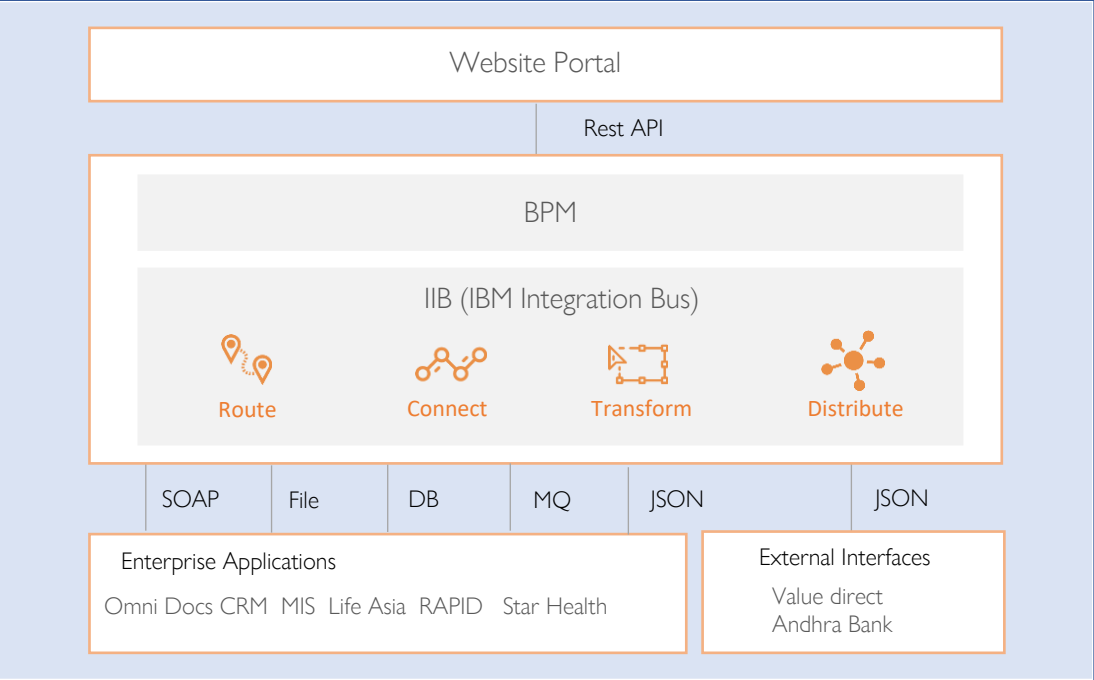 Website Portal
Rest API
BPM
IIB (IBM Integration Bus)
Route Connect Transform Distribute
SOAP File DB MQ JSON JSON
Enterprise Applications
Omni Docs CRM MIS Life Asia RAPID Star Health
External Interfaces
Value direct
Andhra Bank